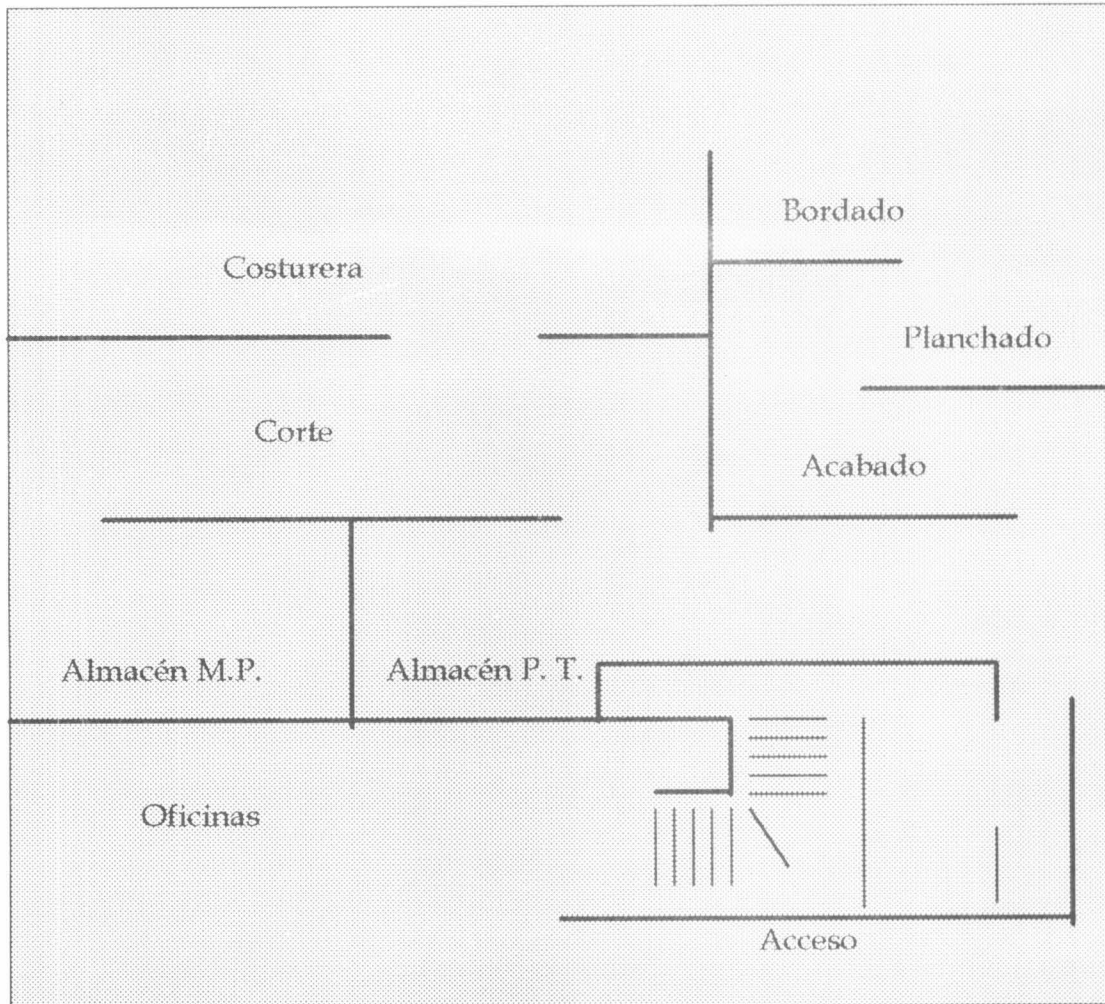 Bordado
Costurera
Planchado
Corte
Acabado
Almacén M.P.
Almacén P. T.
Oficinas
Acceso